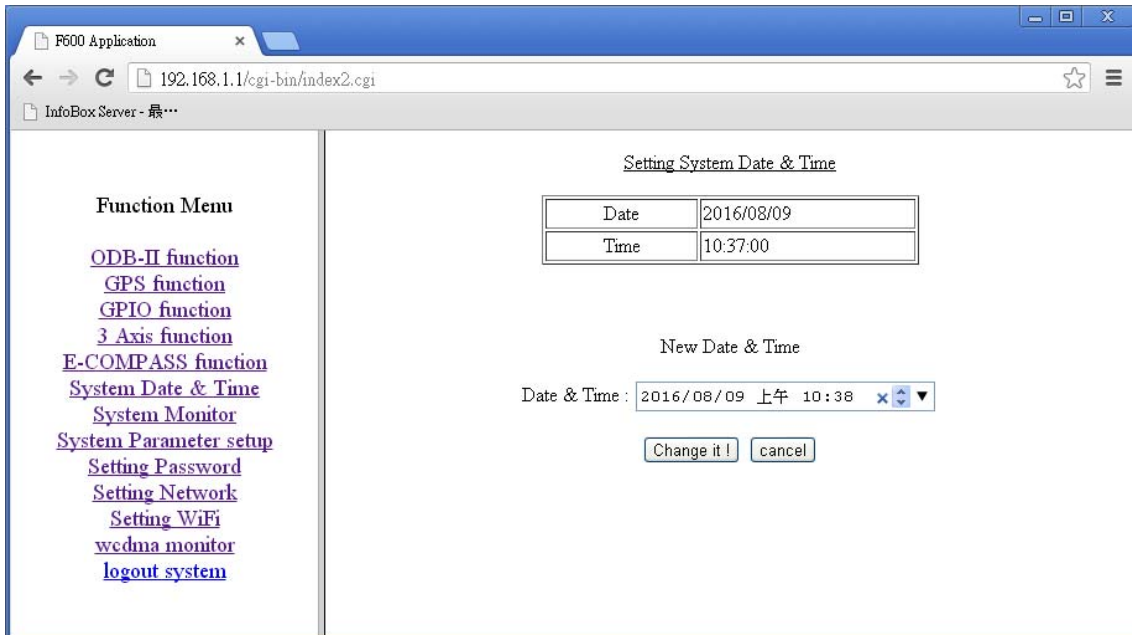 F600 Application
192.168.1.1/cgi-bin/index2.cgi
InfoBox Server - 最…
Function Menu
ODB-II function
GPS function
GPIO function
3 Axis function
E-COMPASS function
System Date & Time
System Monitor
System Parameter setup
Setting Password
Setting Network
Setting WiFi
wcdma monitor
logout system
Setting System Date & Time
Date 2016/08/09
Time 10:37:00
New Date & Time
Date & Time : 2016/08/09 上午 10:38
Change it ! cancel